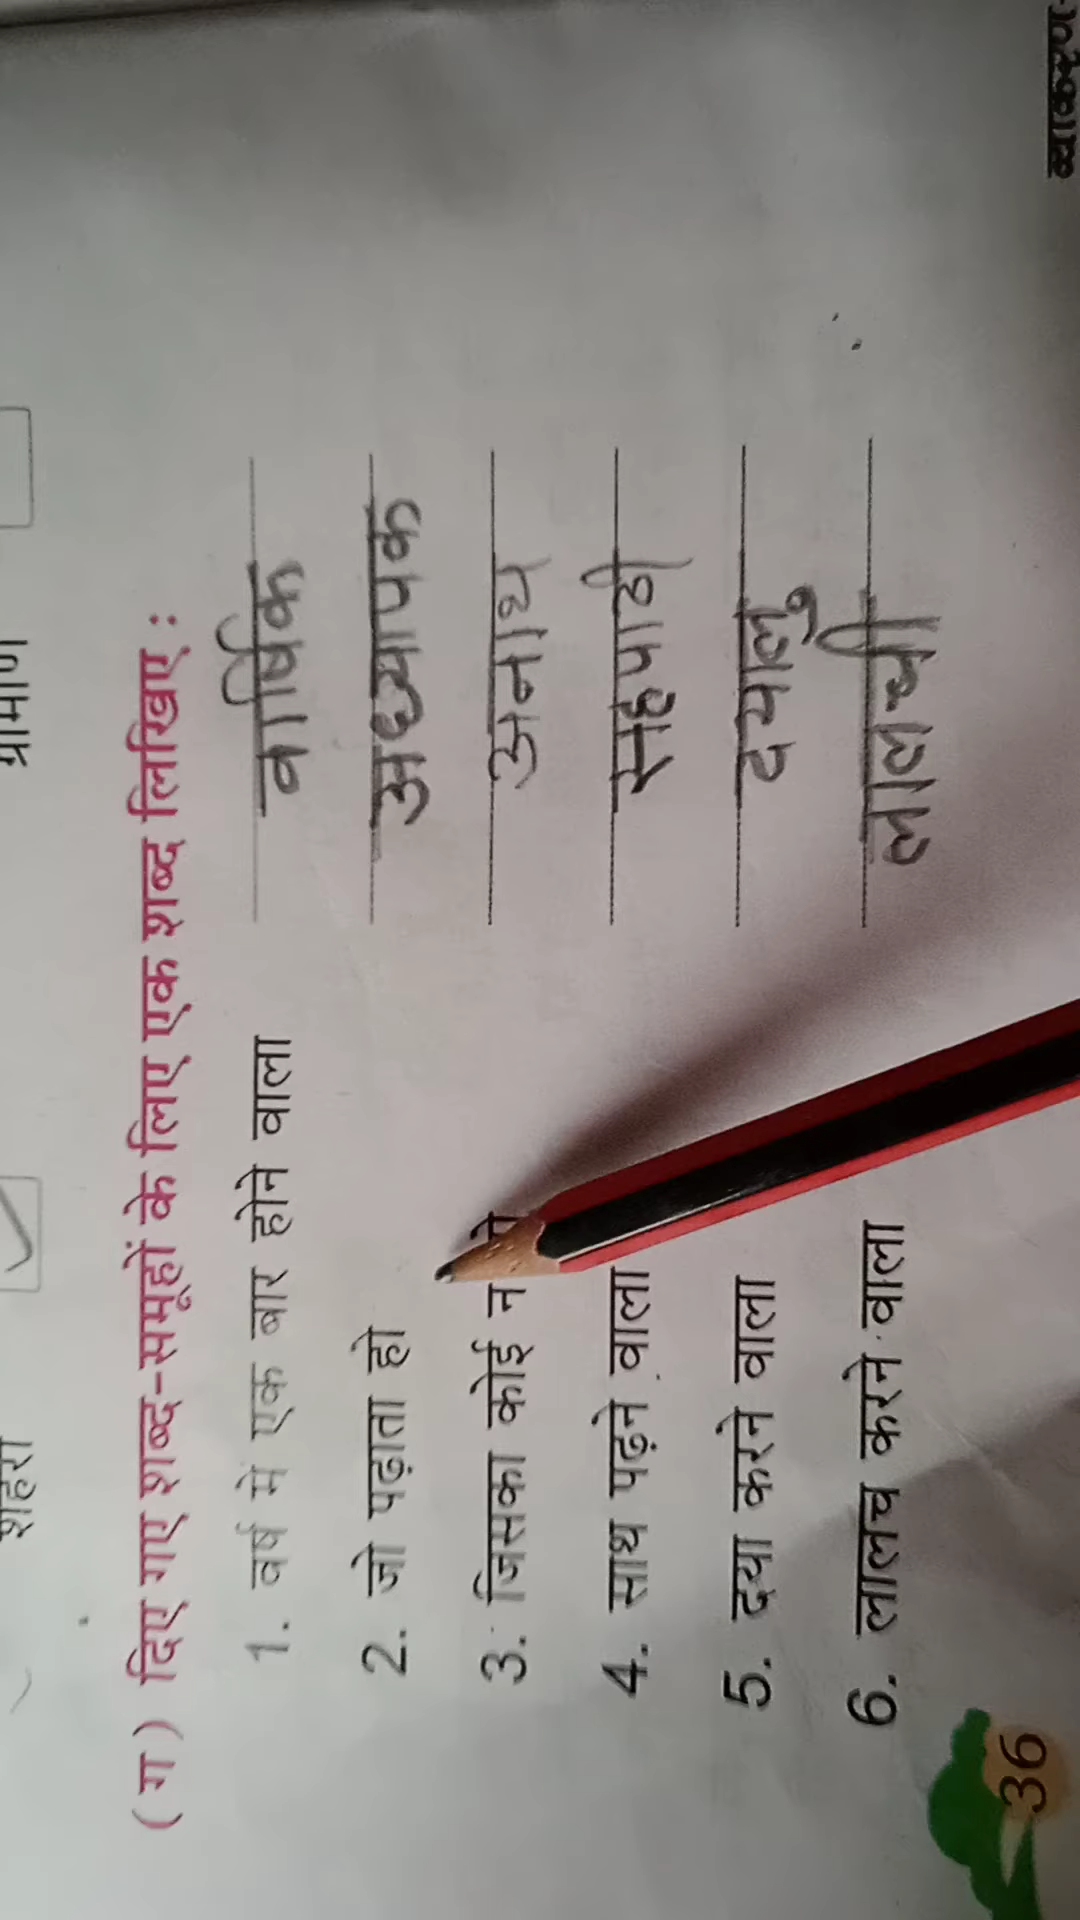 शहरी
ग्रामीण
(ग) दिए गए शब्द-समूहों के लिए एक शब्द लिखिए :
1. वर्ष में एक बार होने वाला वार्षिक
2. जो पढ़ाता हो अध्यापक
3. जिसका कोई न अनाथ
4. साथ पढ़ने वाला सहपाठी
5. दया करने वाला दयालु
6. लालच करने वाला लालची
36